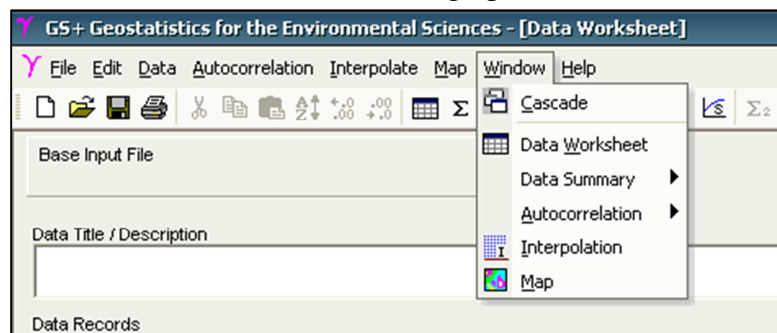 GS+ Geostatistics for the Environmental Sciences - [Data Worksheet]
File Edit Data Autocorrelation Interpolate Map Window Help
Cascade
Data Worksheet
Data Summary
Autocorrelation
Interpolation
Map
Base Input File
Data Title / Description
Data Records